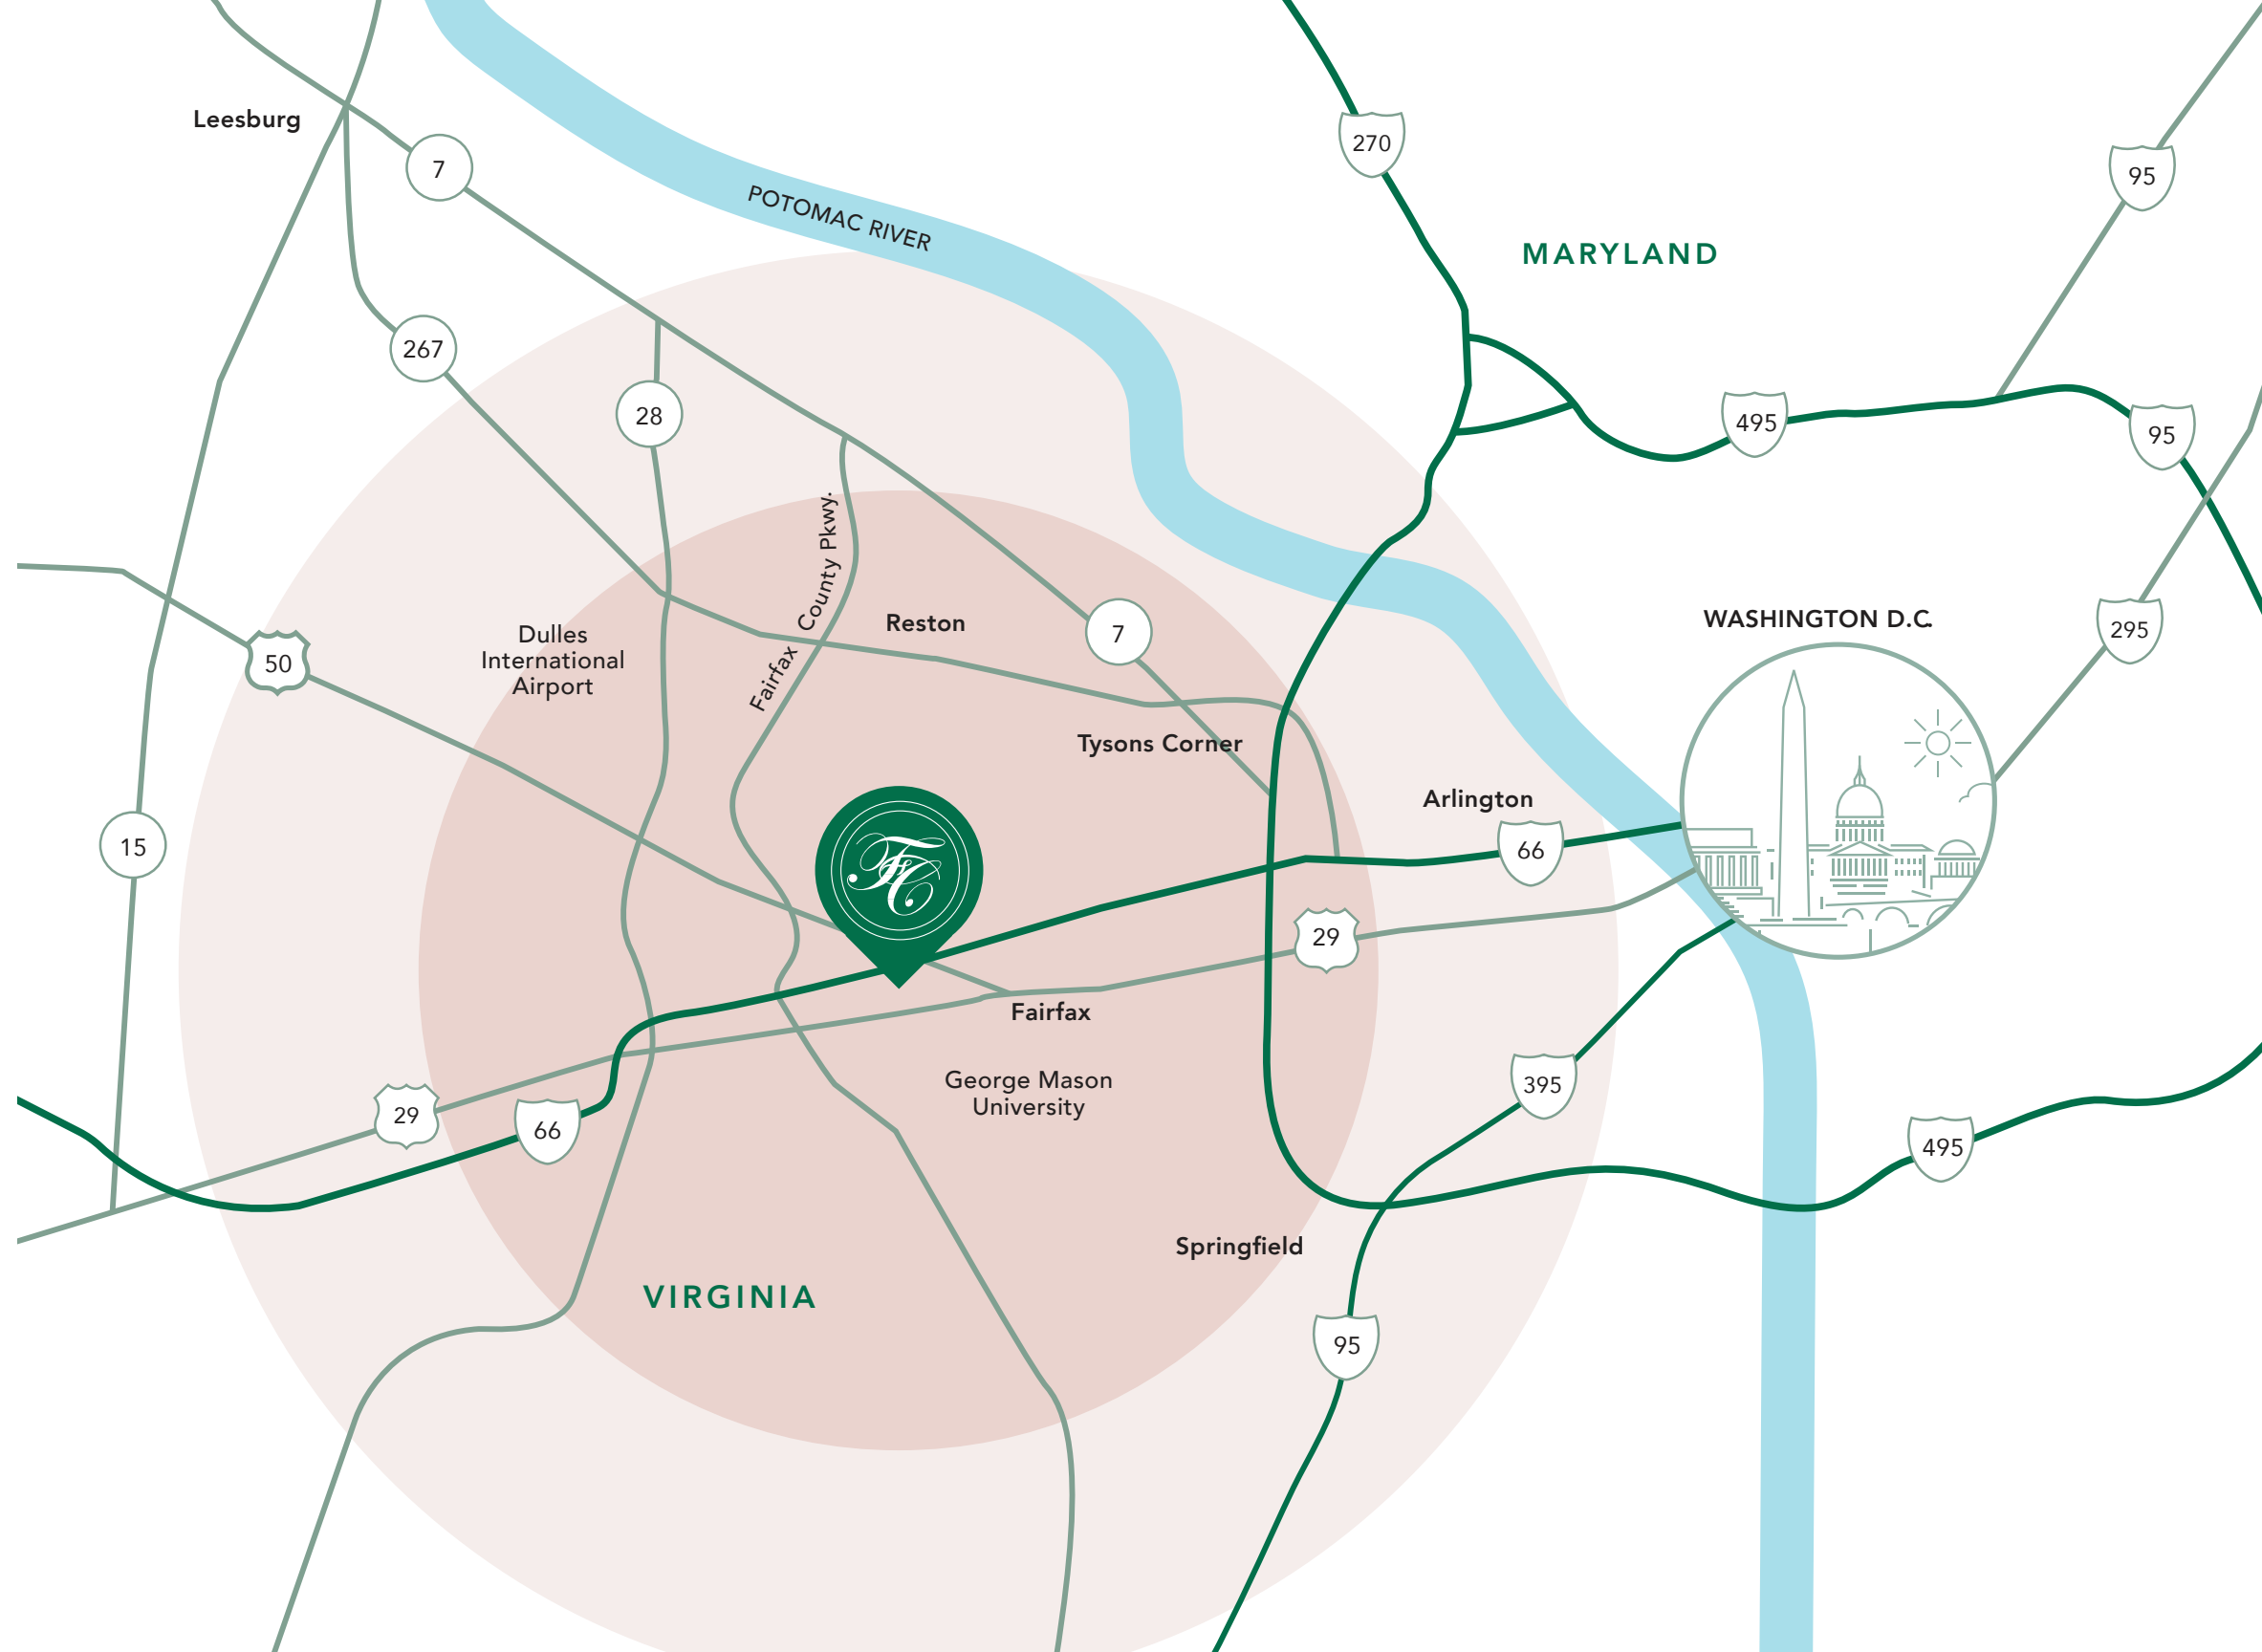 Leesburg
7
270
95
POTOMAC RIVER
MARYLAND
267
28
495
95
Fairfax County Pkwy.
Reston
7
WASHINGTON D.C.
295
50
Dulles
International
Airport
Tysons Corner
Arlington
15
66
29
Fairfax
George Mason
University
395
29
66
495
Springfield
VIRGINIA
95